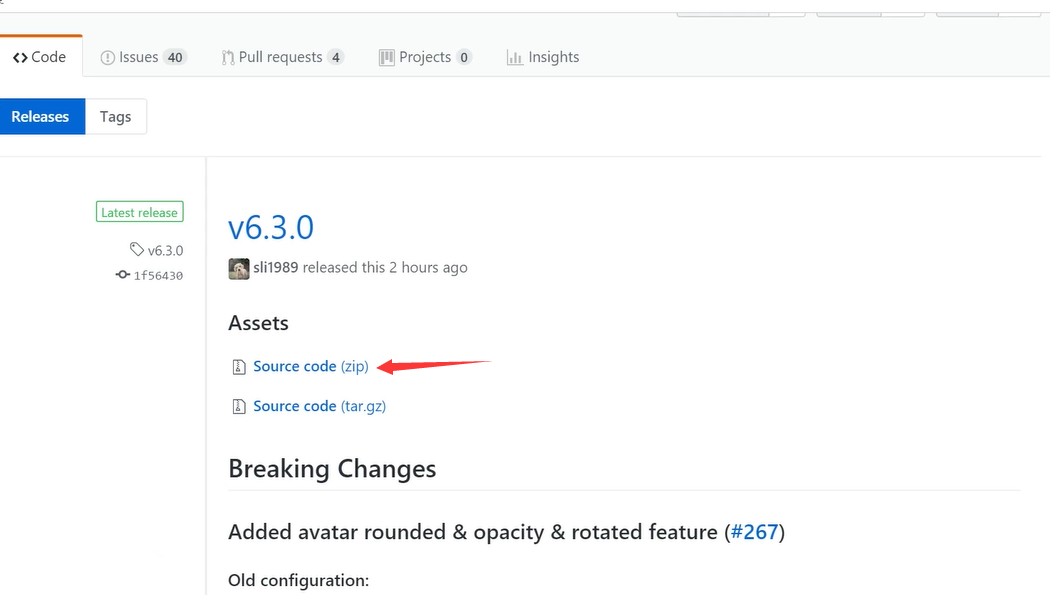 Code Issues 40 Pull requests 4 Projects 0 Insights
Releases Tags
Latest release
v6.3.0
1f56430
v6.3.0
sli1989 released this 2 hours ago
Assets
Source code (zip)
Source code (tar.gz)
Breaking Changes
Added avatar rounded & opacity & rotated feature (#267)
Old configuration: